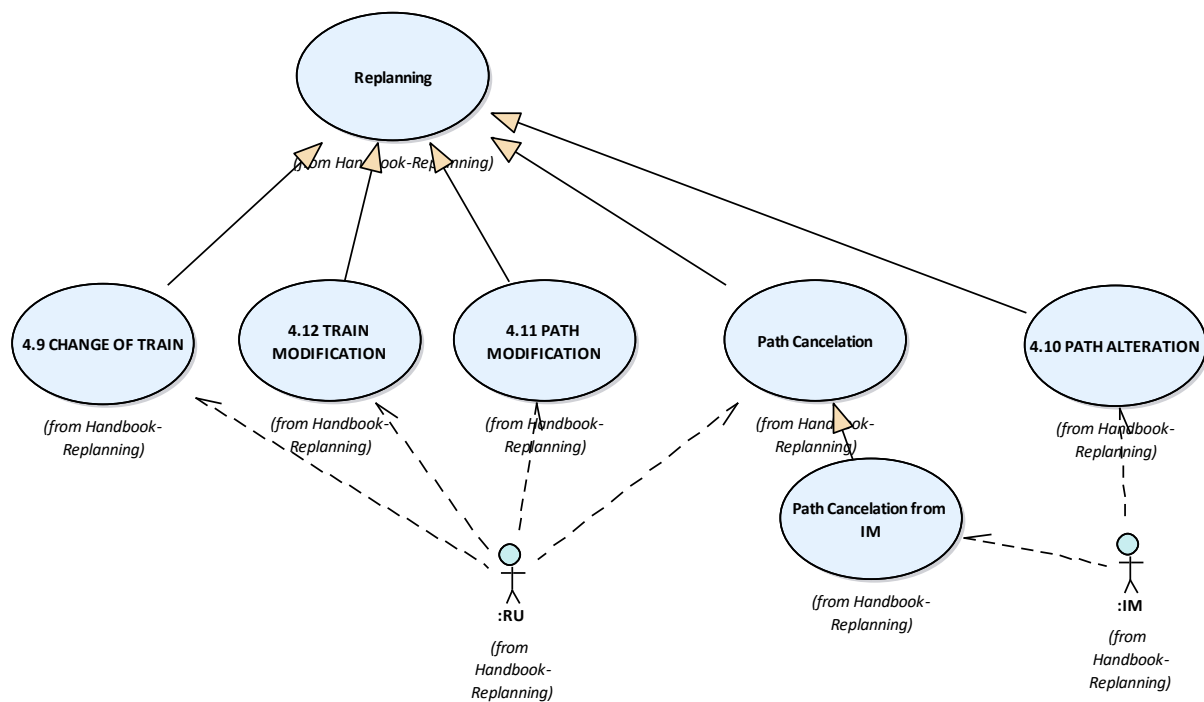 Replanning
(from Handbook-Replanning)
4.9 CHANGE OF TRAIN
(from Handbook-
Replanning)
4.12 TRAIN
MODIFICATION
(from Handbook-
Replanning)
4.11 PATH
MODIFICATION
(from Handbook-
Replanning)
Path Cancelation
(from Handbook-
Replanning)
4.10 PATH ALTERATION
(from Handbook-
Replanning)
Path Cancelation from
IM
(from Handbook-
Replanning)
:RU
(from
Handbook-
Replanning)
:IM
(from
Handbook-
Replanning)